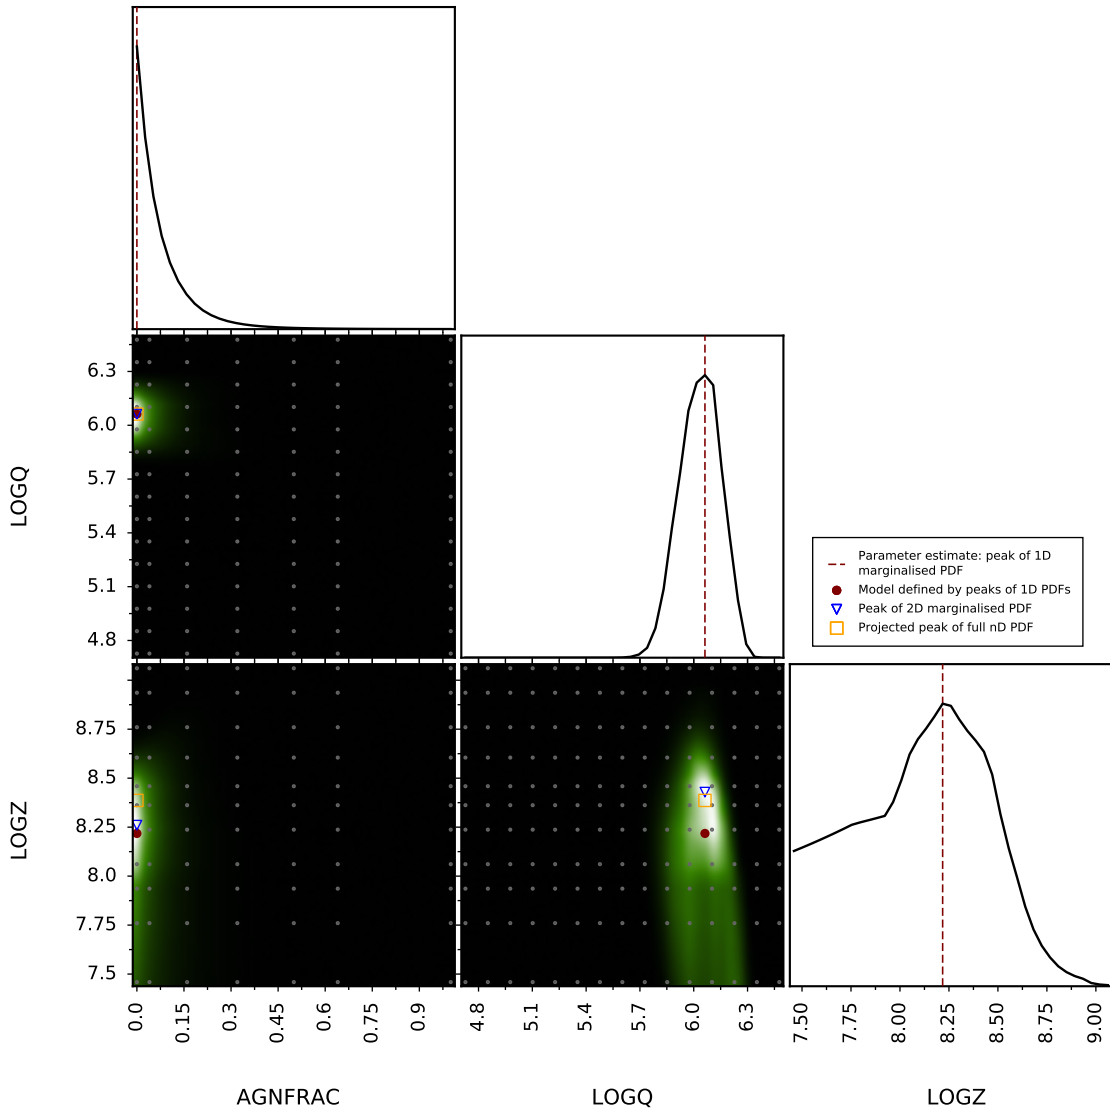 6.3
6.0
5.7
5.4
5.1
4.8
LOGQ
Parameter estimate: peak of 1D
marginalised PDF
Model defined by peaks of 1D PDFs
Peak of 2D marginalised PDF
Projected peak of full nD PDF
8.75
8.5
8.25
8.0
7.75
7.5
LOGZ
0.0 0.15 0.3 0.45 0.6 0.75 0.9
4.8 5.1 5.4 5.7 6.0 6.3
7.50 7.75 8.00 8.25 8.50 8.75 9.00
AGNFRAC LOGQ LOGZ